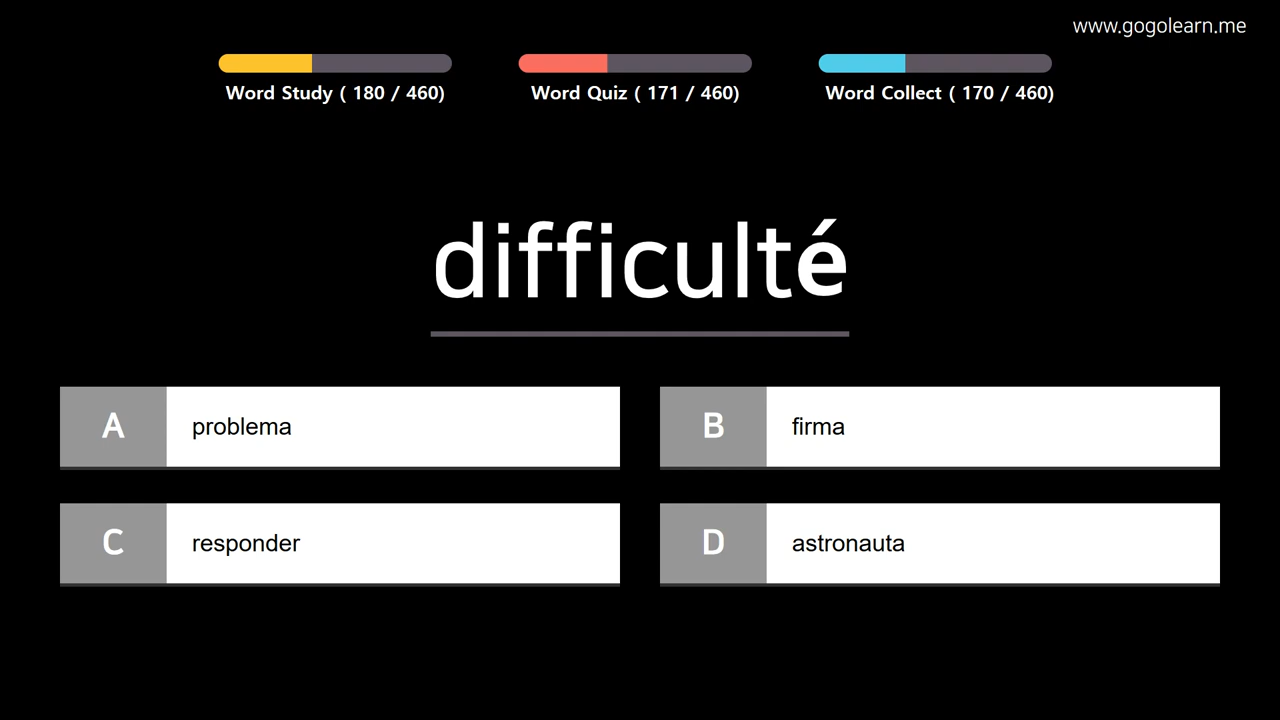 www.gogolearn.me
Word Study ( 180 / 460)
Word Quiz ( 171 / 460)
Word Collect ( 170 / 460)
difficulté
A problema
B firma
C responder
D astronauta